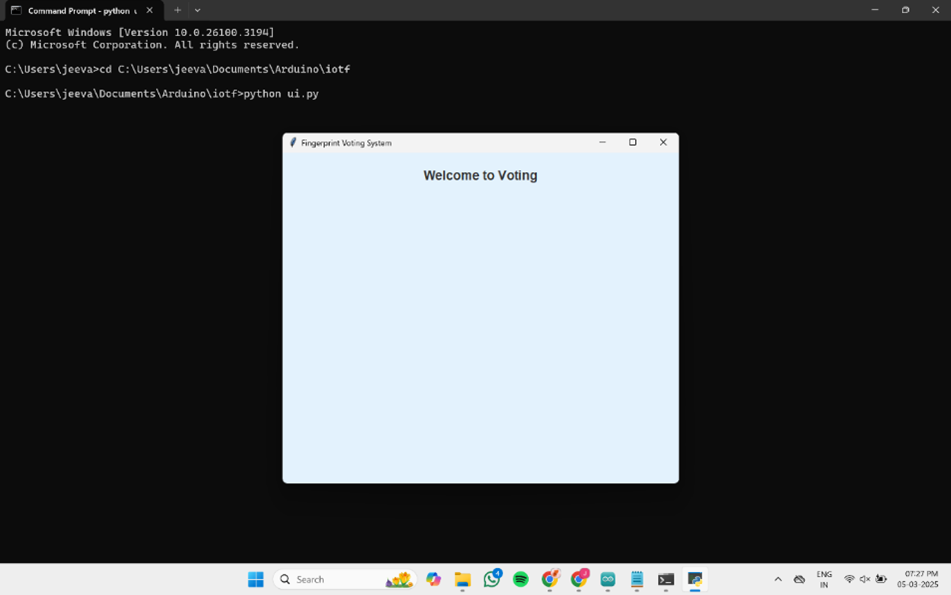 Command Prompt - python u
Microsoft Windows [Version 10.0.26100.3194]
(c) Microsoft Corporation. All rights reserved.
C:\Users\jeeva>cd C:\Users\jeeva\Documents\Arduino\iotf
C:\Users\jeeva\Documents\Arduino\iotf>python ui.py
Fingerprint Voting System
Welcome to Voting
Search
4
ENG
IN
07:27 PM
05-03-2025